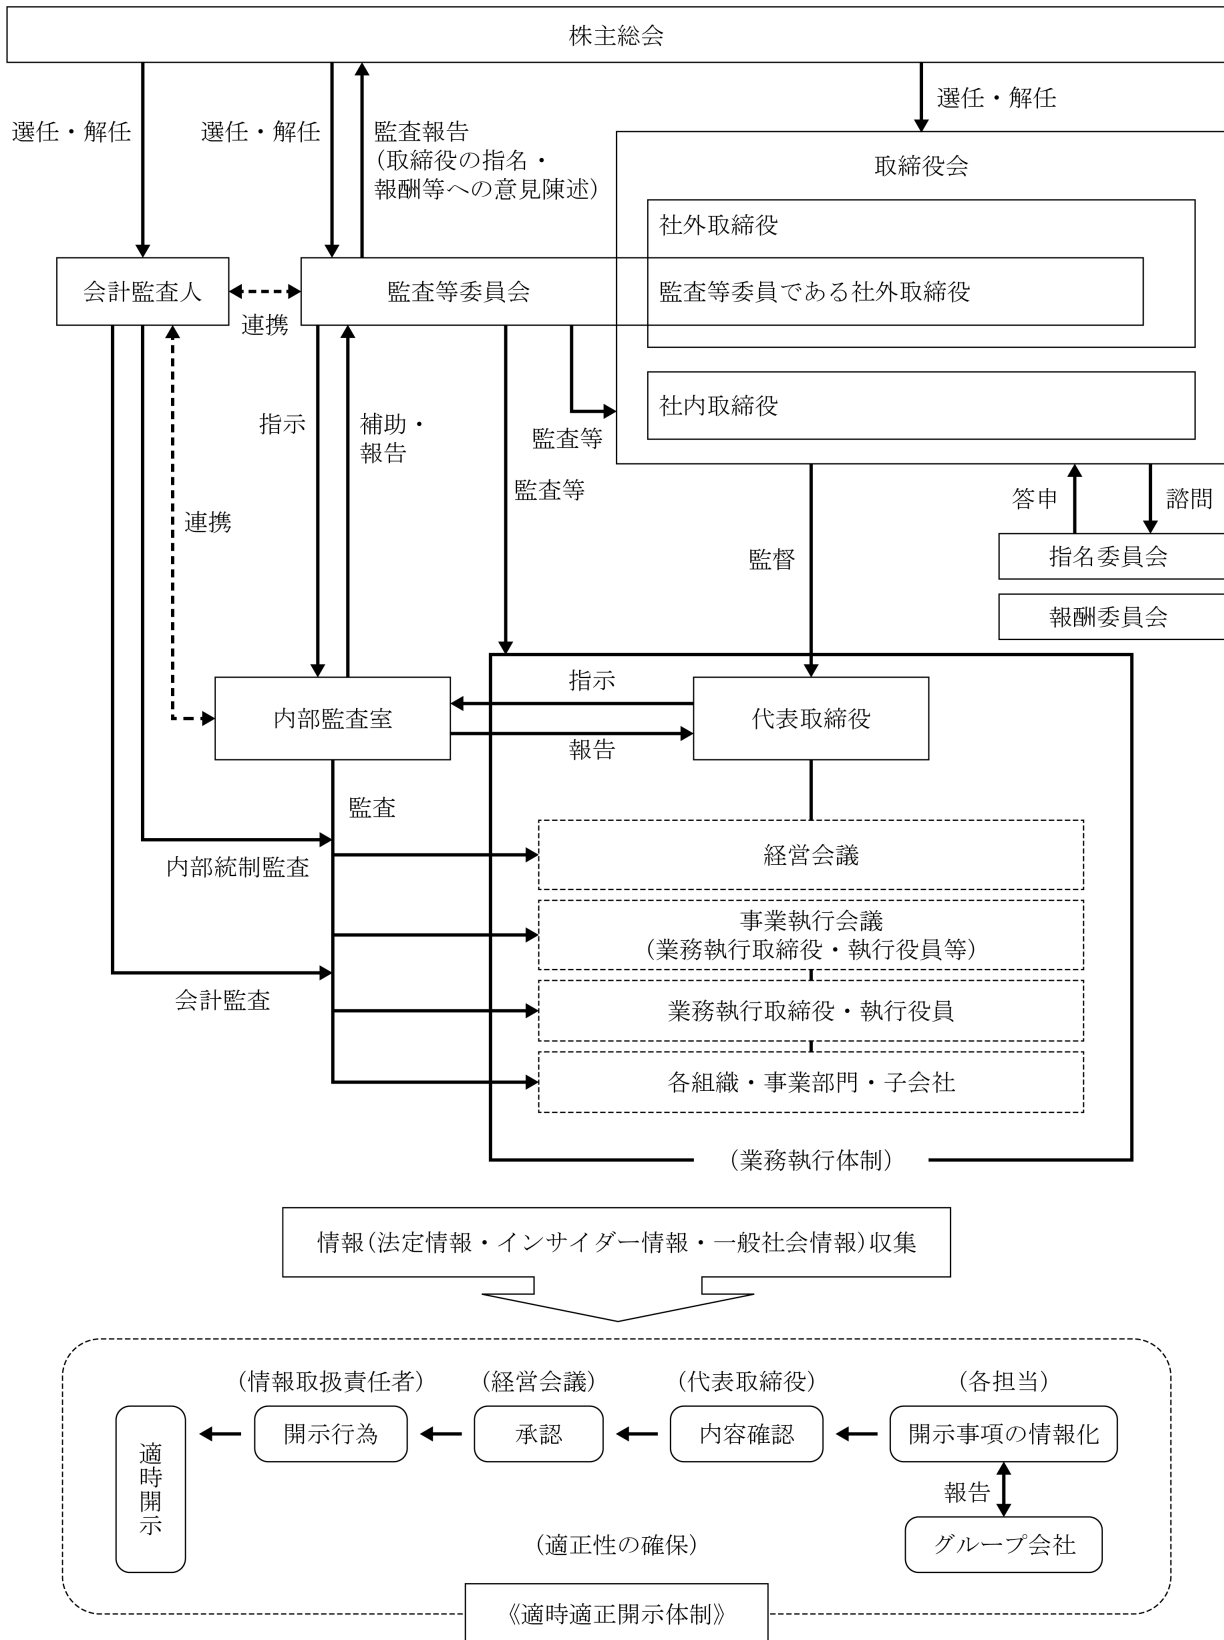 株主総会
選任・解任
選任・解任
監査報告
（取締役の指名・
報酬等への意見陳述）
選任・解任
取締役会
社外取締役
会計監査人
連携
監査等委員会
監査等委員である社外取締役
社内取締役
指示
補助・
報告
監査等
監査等
連携
監督
答申
諮問
指名委員会
報酬委員会
内部監査室
指示
報告
代表取締役
監査
内部統制監査
会計監査
経営会議
事業執行会議
（業務執行取締役・執行役員等）
業務執行取締役・執行役員
各組織・事業部門・子会社
（業務執行体制）
情報（法定情報・インサイダー情報・一般社会情報）収集
（情報取扱責任者）
（経営会議）
（代表取締役）
（各担当）
適時開示
開示行為
承認
内容確認
開示事項の情報化
報告
グループ会社
（適正性の確保）
《適時適正開示体制》